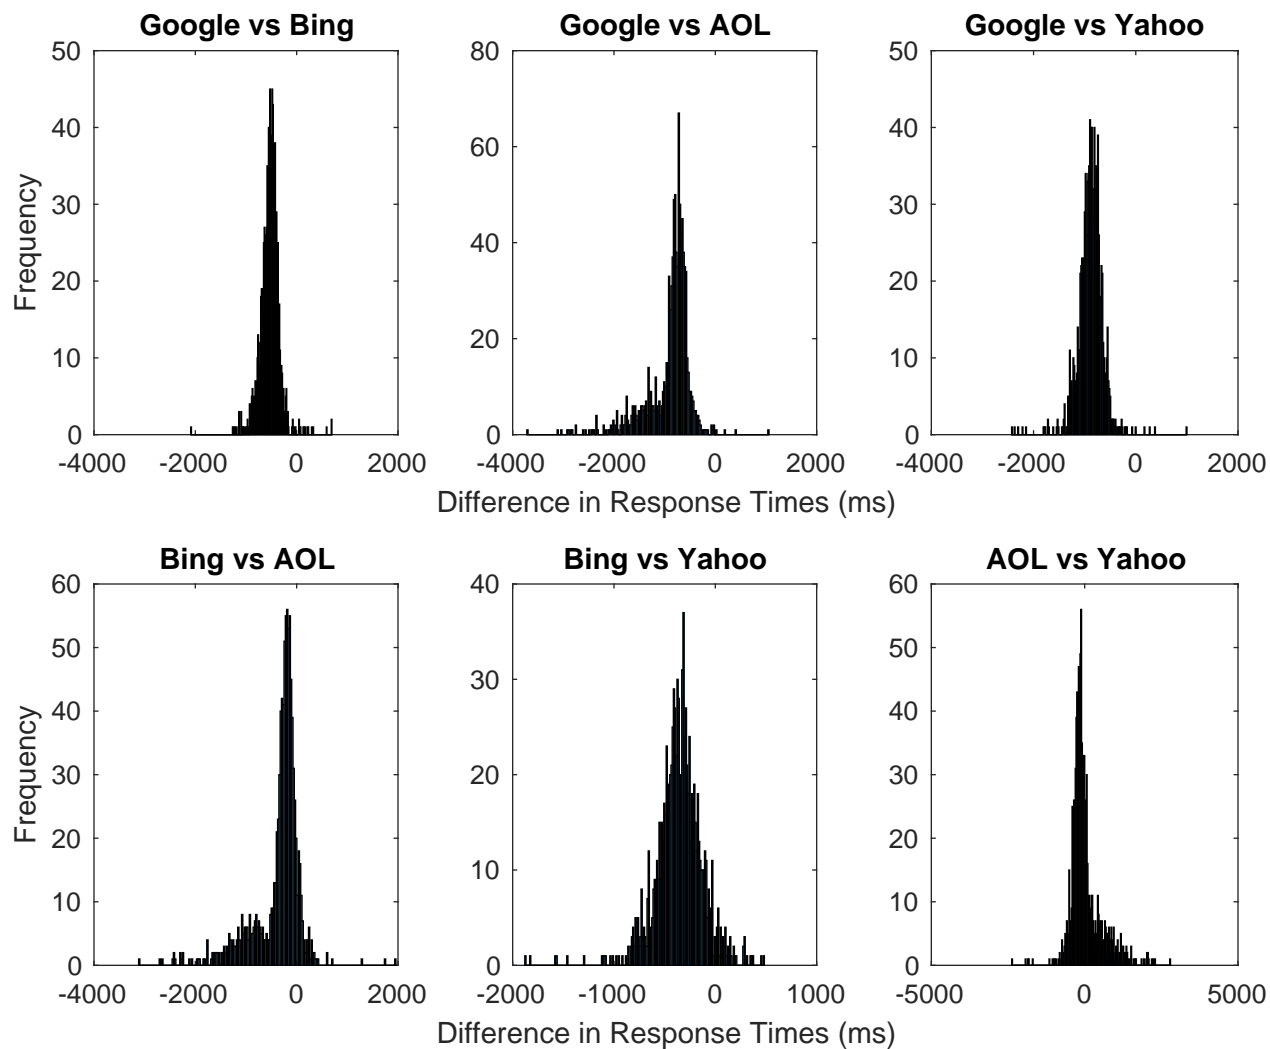 Google vs Bing Google vs AOL Google vs Yahoo
50 80 50
40 60 40
30 40 30
20 20 20
10 10
0 0 0
Frequency
-4000 -2000 0 2000 -4000 -2000 0 2000 -4000 -2000 0 2000
Difference in Response Times (ms)
Bing vs AOL Bing vs Yahoo AOL vs Yahoo
60 40 60
50 30 50
40 20 40
30 10 30
20 0 20
10 10
0 0
Frequency
-4000 -2000 0 2000 -2000 -1000 0 1000 -5000 0 5000
Difference in Response Times (ms)